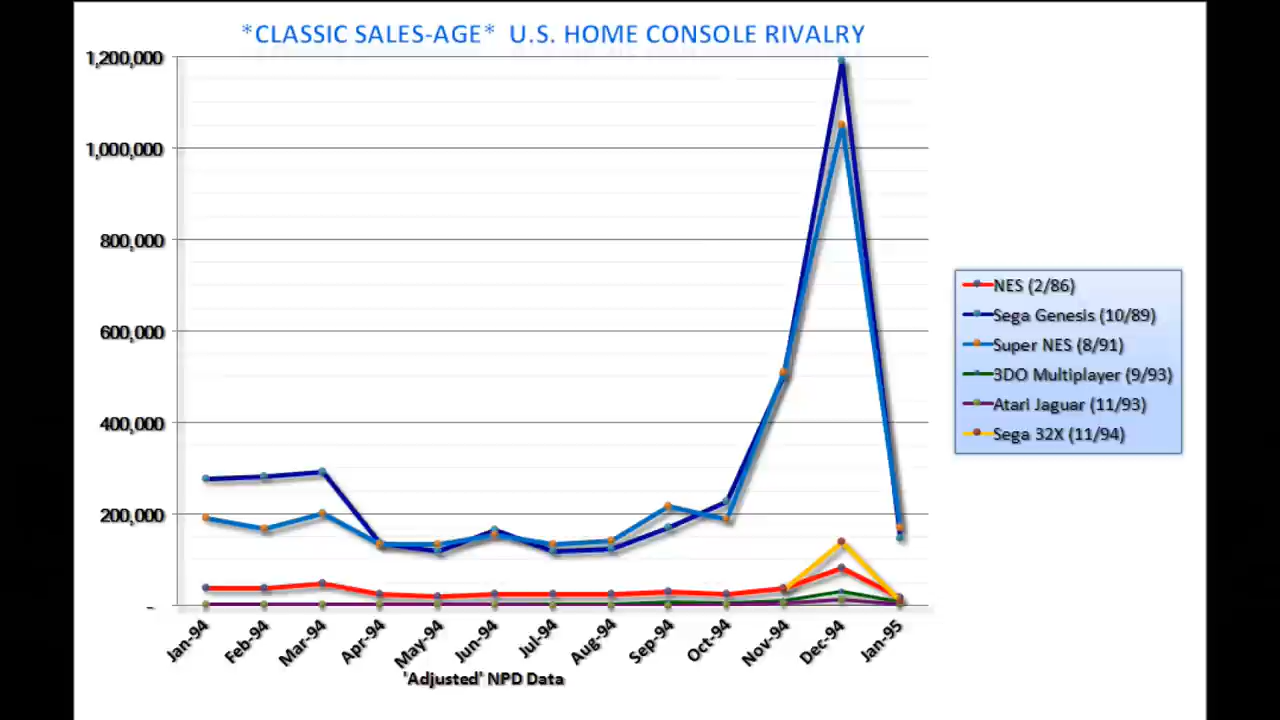 *CLASSIC SALES-AGE* U.S. HOME CONSOLE RIVALRY
1,200,000
1,000,000
800,000
600,000
400,000
200,000
-
NES (2/86)
Sega Genesis (10/89)
Super NES (8/91)
3DO Multiplayer (9/93)
Atari Jaguar (11/93)
Sega 32X (11/94)
Jan-94
Feb-94
Mar-94
Apr-94
May-94
Jun-94
Jul-94
Aug-94
Sep-94
Oct-94
Nov-94
Dec-94
Jan-95
'Adjusted' NPD Data